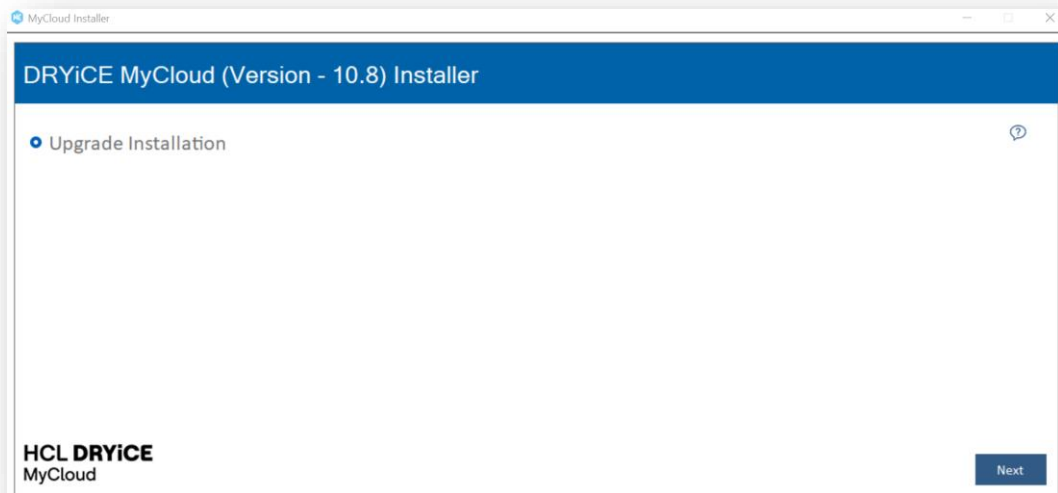 MyCloud Installer
DRYiCE MyCloud (Version - 10.8) Installer
Upgrade Installation
?
HCL DRYiCE
MyCloud
Next